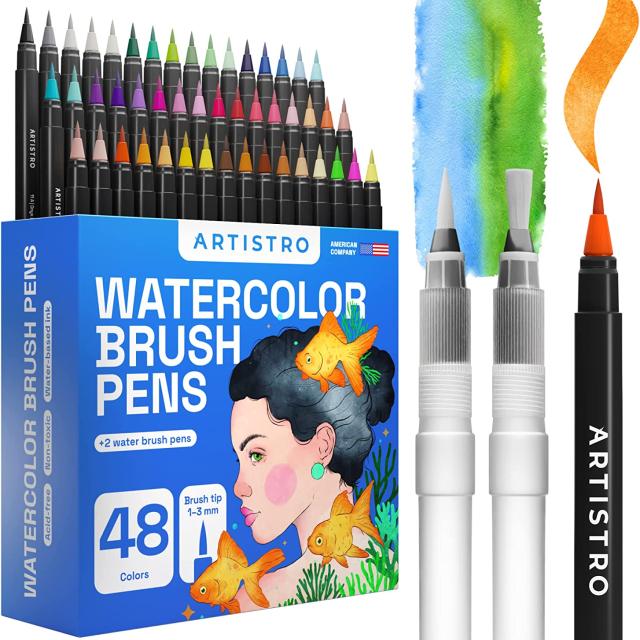 ARTISTRO
AMERICAN
COMPANY
WATERCOLOR
BRUSH
PENS
+2 water brush pens
48
Colors
Brush tip
1–3 mm
WATERCOLOR BRUSH PENS
Acid-free
Non-toxic
Water-based ink
ARTISTRO
ARTISTRO
ARTISTRO